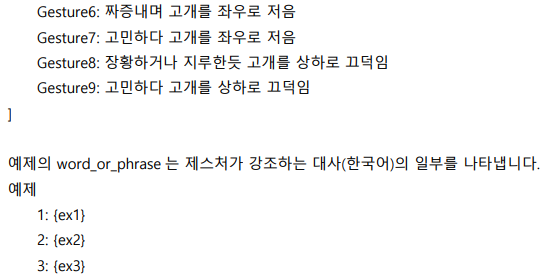 Gesture6: 짜증내며 고개를 좌우로 저음
Gesture7: 고민하다 고개를 좌우로 저음
Gesture8: 장황하거나 지루한듯 고개를 상하로 끄덕임
Gesture9: 고민하다 고개를 상하로 끄덕임
]
예제의 word_or_phrase 는 제스처가 강조하는 대사(한국어)의 일부를 나타냅니다.
예제
1: {ex1}
2: {ex2}
3: {ex3}